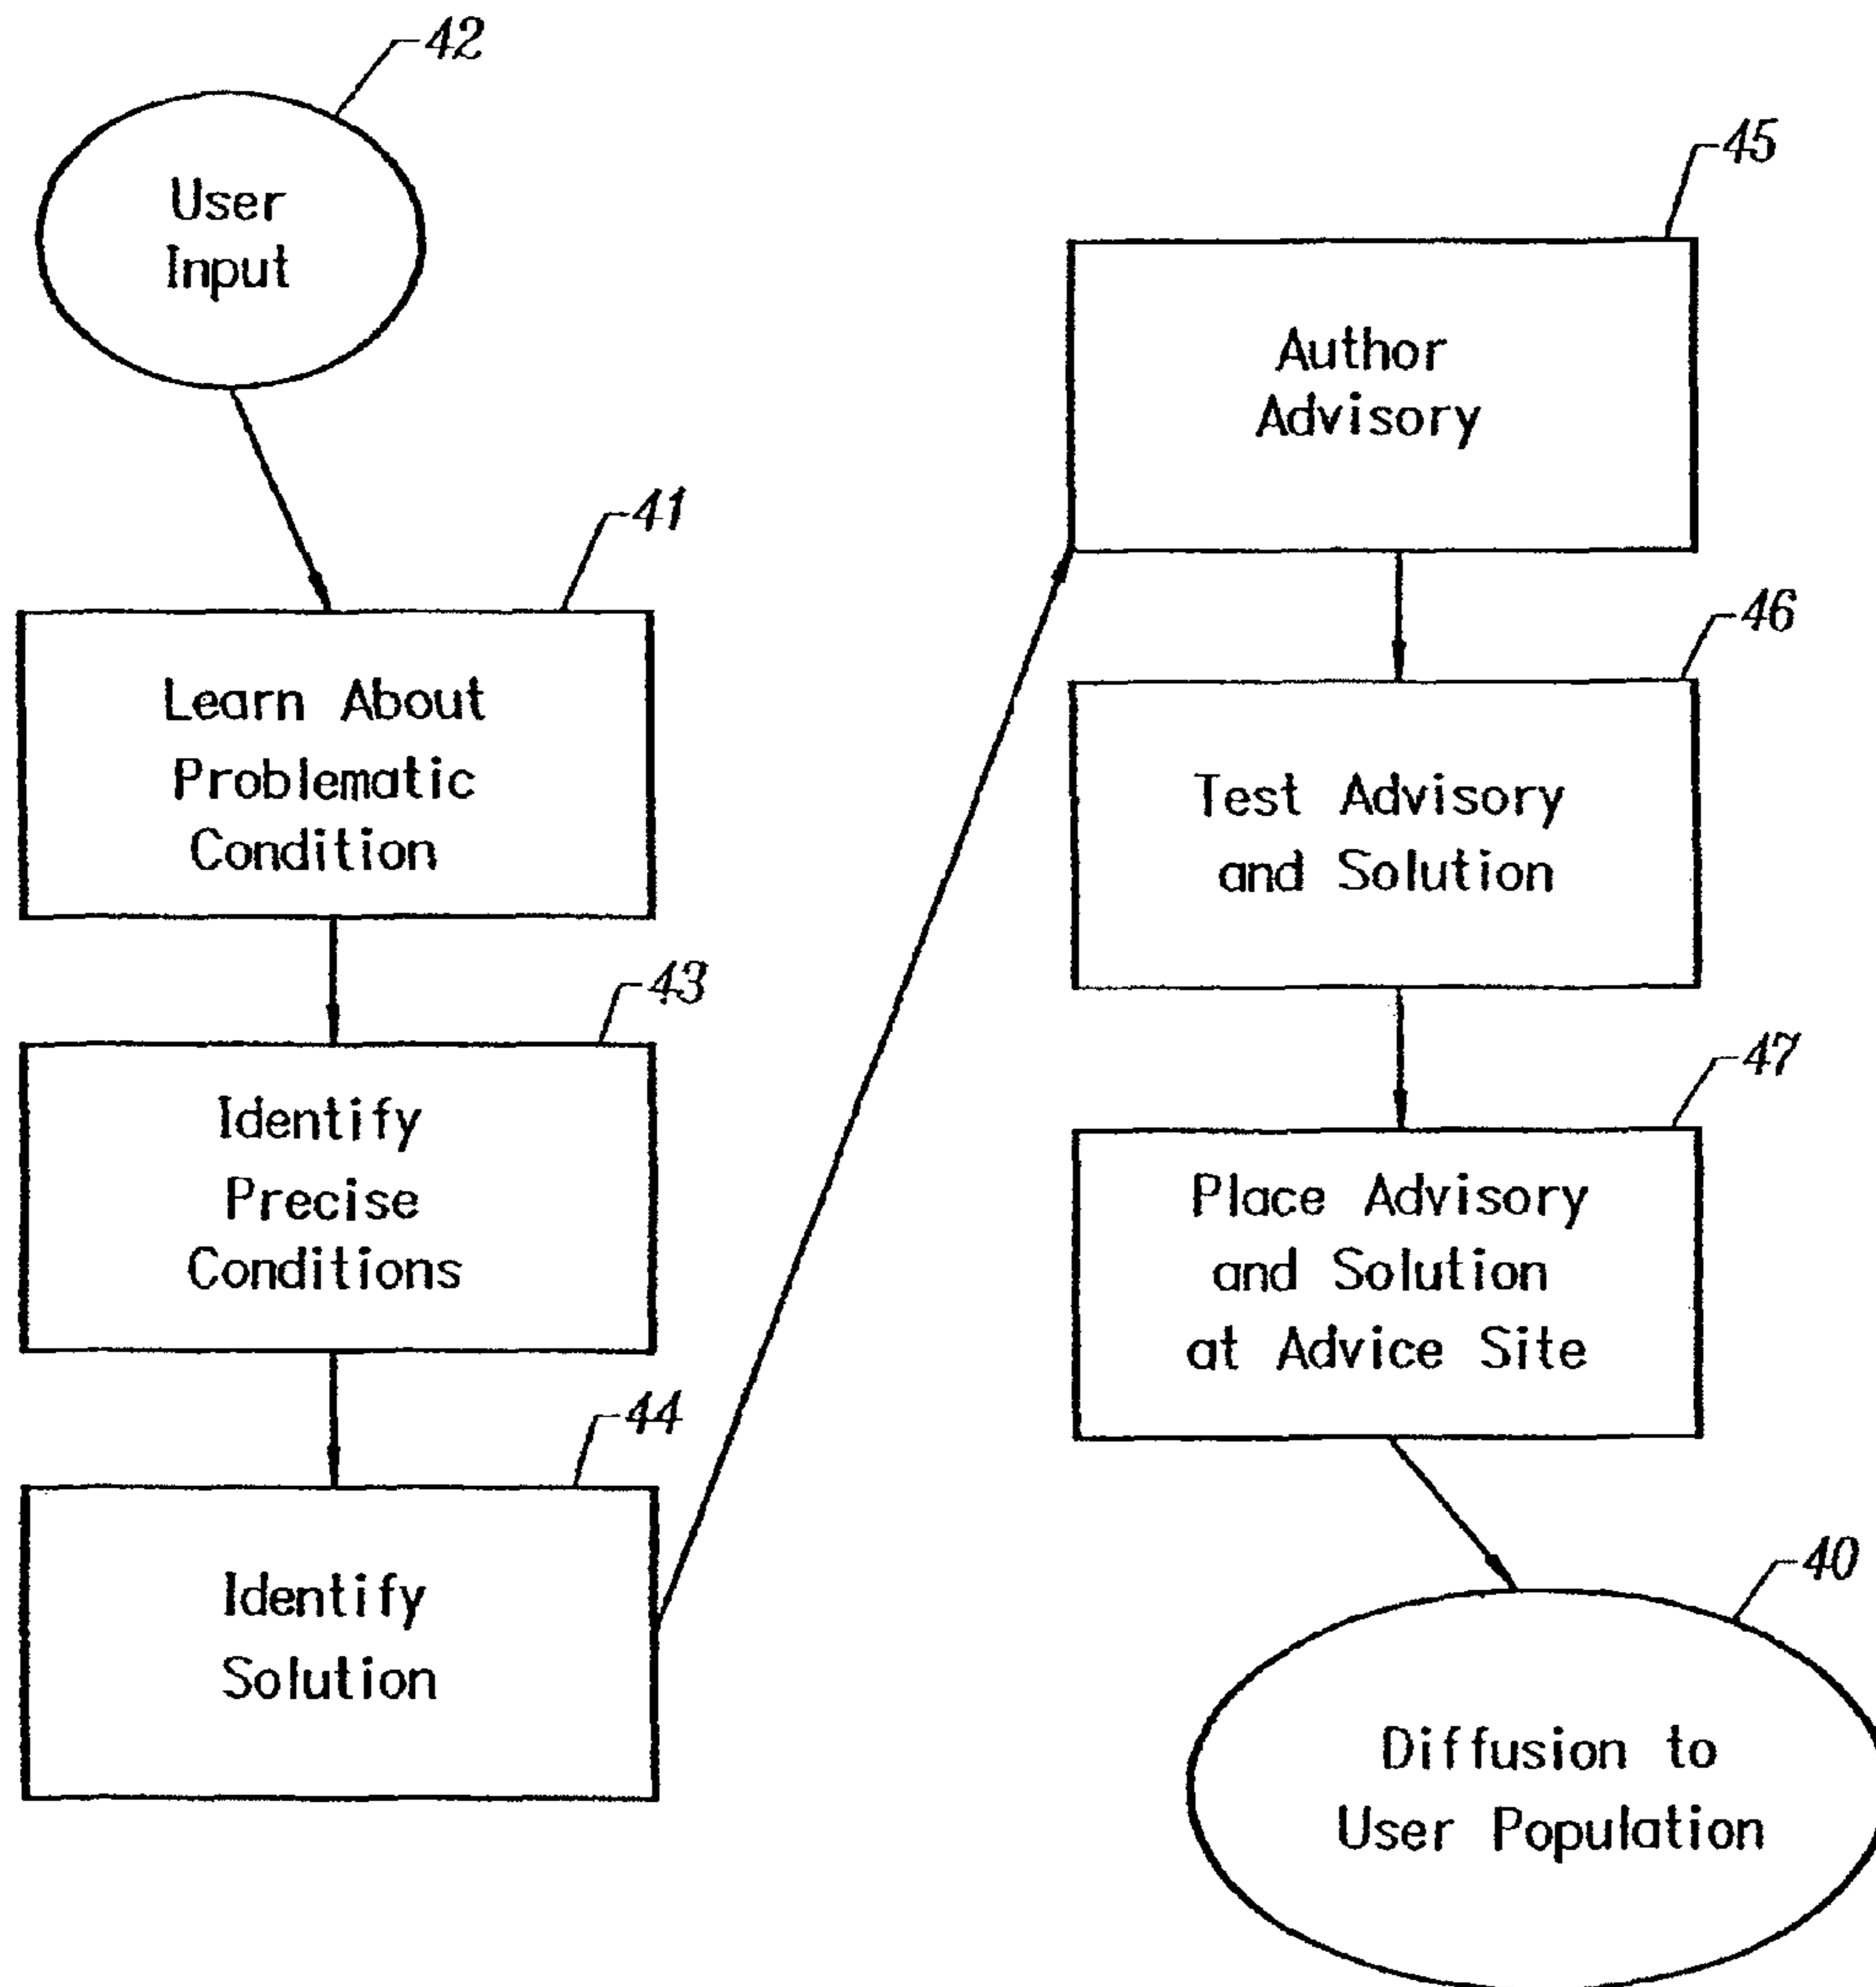 42
User
Input
41
Learn About
Problematic
Condition
43
Identify
Precise
Conditions
44
Identify
Solution
45
Author
Advisory
46
Test Advisory
and Solution
47
Place Advisory
and Solution
at Advice Site
40
Diffusion to
User Population